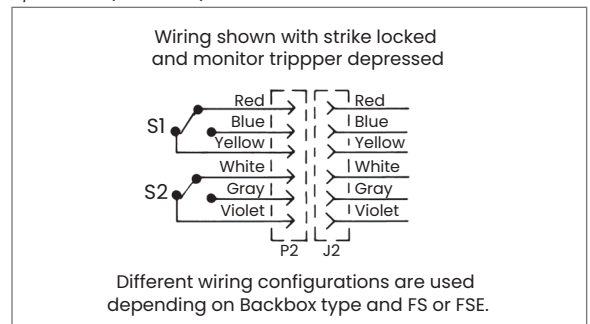 Wiring shown with strike locked
and monitor trippper depressed
Red Red
Blue Blue
S1
Yellow Yellow
White White
S2 Gray Gray
Violet Violet
P2 J2
Different wiring configurations are used
depending on Backbox type and FS or FSE.